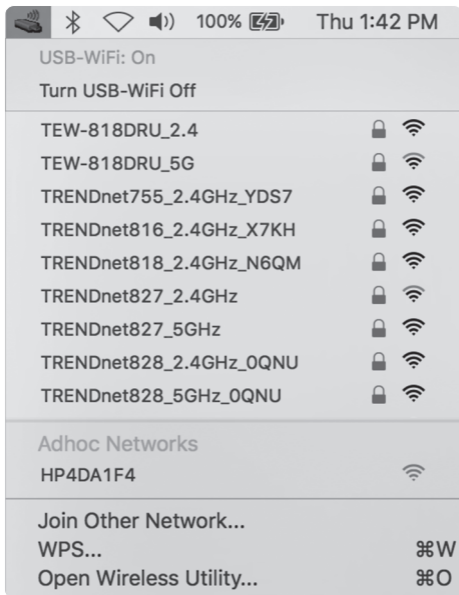 100% Thu 1:42 PM
USB-WiFi: On
Turn USB-WiFi Off
TEW-818DRU_2.4
TEW-818DRU_5G
TRENDnet755_2.4GHz_YDS7
TRENDnet816_2.4GHz_X7KH
TRENDnet818_2.4GHz_N6QM
TRENDnet827_2.4GHz
TRENDnet827_5GHz
TRENDnet828_2.4GHz_0QNU
TRENDnet828_5GHz_0QNU
Adhoc Networks
HP4DA1F4
Join Other Network...
WPS... ⌘W
Open Wireless Utility... ⌘O